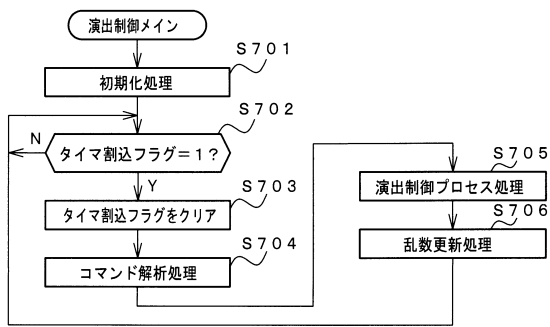 演出制御メイン
S701
初期化処理
S702
N
タイマ割込フラグ=1?
Y
S703
タイマ割込フラグをクリア
S704
コマンド解析処理
S705
演出制御プロセス処理
S706
乱数更新処理